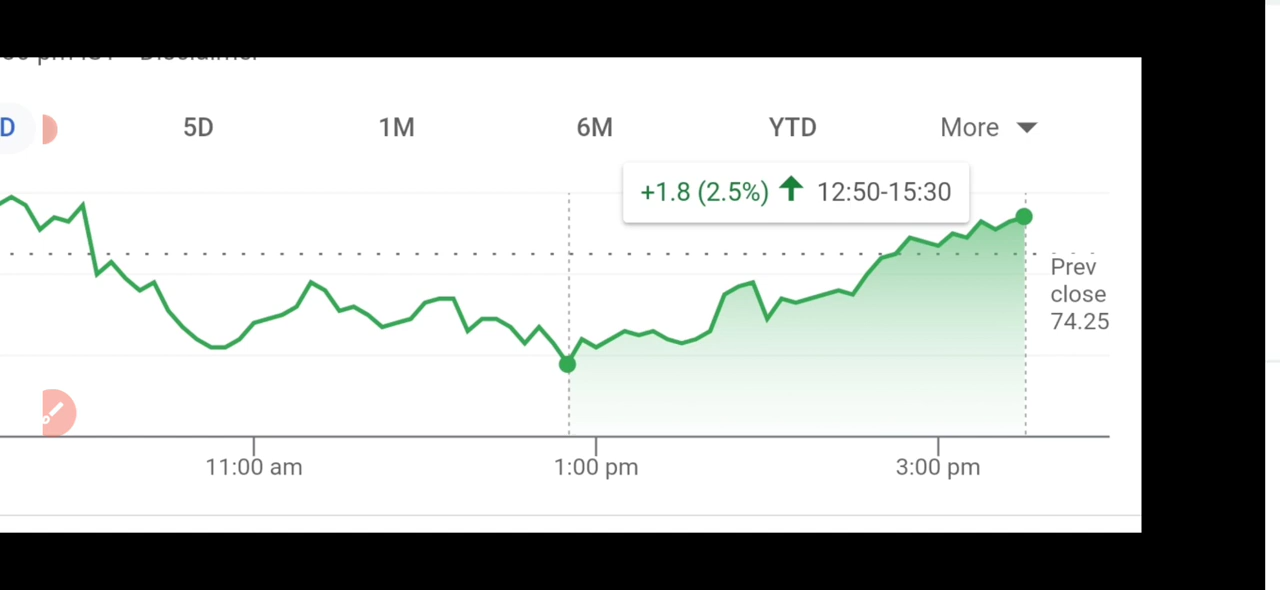 Disclaimer
D 5D 1M 6M YTD More
+1.8 (2.5%) 12:50-15:30
Prev
close
74.25
11:00 am 1:00 pm 3:00 pm